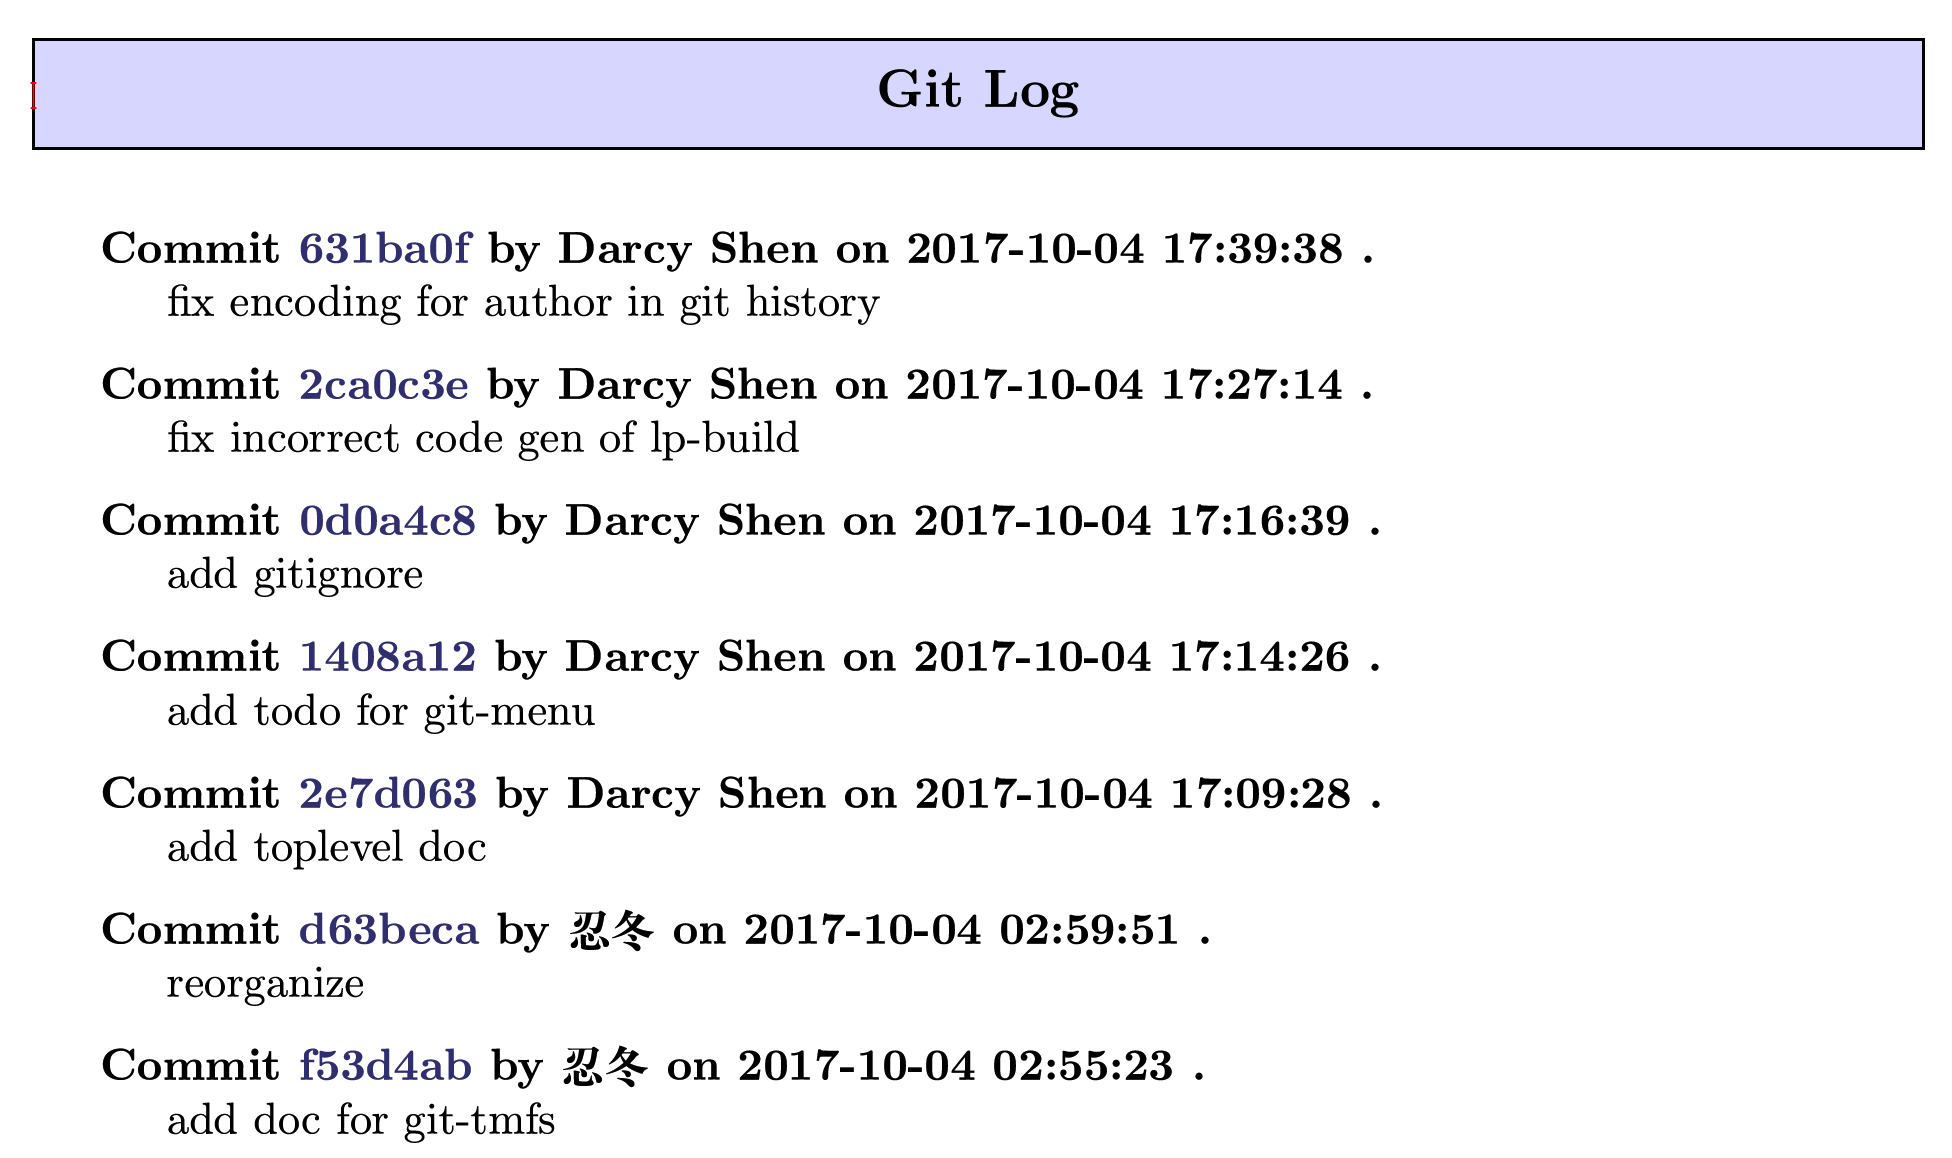 Git Log
Commit 631ba0f by Darcy Shen on 2017-10-04 17:39:38 .
fix encoding for author in git history
Commit 2ca0c3e by Darcy Shen on 2017-10-04 17:27:14 .
fix incorrect code gen of lp-build
Commit 0d0a4c8 by Darcy Shen on 2017-10-04 17:16:39 .
add gitignore
Commit 1408a12 by Darcy Shen on 2017-10-04 17:14:26 .
add todo for git-menu
Commit 2e7d063 by Darcy Shen on 2017-10-04 17:09:28 .
add toplevel doc
Commit d63beca by 忍冬 on 2017-10-04 02:59:51 .
reorganize
Commit f53d4ab by 忍冬 on 2017-10-04 02:55:23 .
add doc for git-tmfs